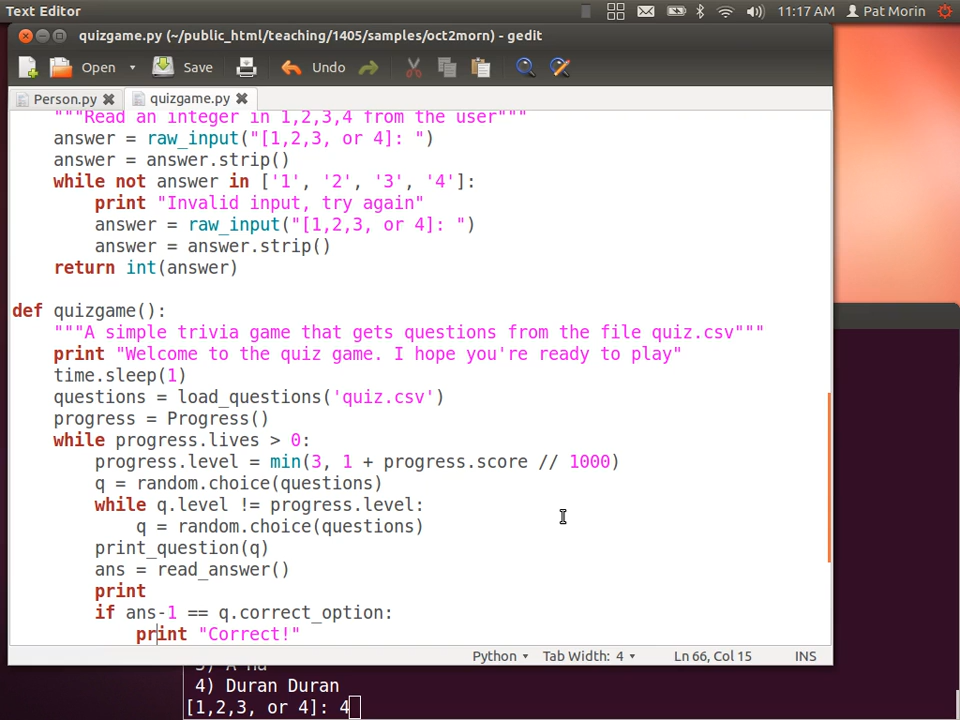 Text Editor 11:17 AM Pat Morin
quizgame.py (~/public_html/teaching/1405/samples/oct2morn) - gedit
Open Save Undo
Person.py quizgame.py
"""Read an integer in 1,2,3,4 from the user"""
answer = raw_input("[1,2,3, or 4]: ")
answer = answer.strip()
while not answer in ['1', '2', '3', '4']:
print "Invalid input, try again"
answer = raw_input("[1,2,3, or 4]: ")
answer = answer.strip()
return int(answer)
def quizgame():
"""A simple trivia game that gets questions from the file quiz.csv"""
print "Welcome to the quiz game. I hope you're ready to play"
time.sleep(1)
questions = load_questions('quiz.csv')
progress = Progress()
while progress.lives > 0:
progress.level = min(3, 1 + progress.score // 1000)
q = random.choice(questions)
while q.level != progress.level:
q = random.choice(questions)
print_question(q)
ans = read_answer()
print
if ans-1 == q.correct_option:
print "Correct!"
Python Tab Width: 4 Ln 66, Col 15 INS
4) Duran Duran
[1,2,3, or 4]: 4